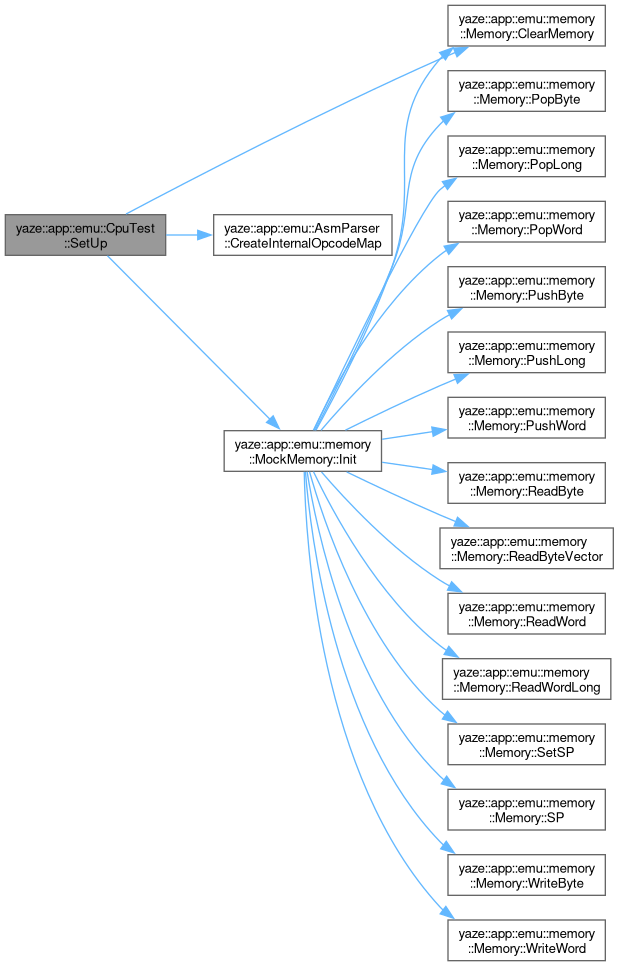 yaze::app::emu::memory
::Memory::ClearMemory
yaze::app::emu::memory
::Memory::PopByte
yaze::app::emu::memory
::Memory::PopLong
yaze::app::emu::CpuTest
::SetUp
yaze::app::emu::AsmParser
::CreateInternalOpcodeMap
yaze::app::emu::memory
::Memory::PopWord
yaze::app::emu::memory
::Memory::PushByte
yaze::app::emu::memory
::Memory::PushLong
yaze::app::emu::memory
::Memory::PushWord
yaze::app::emu::memory
::MockMemory::Init
yaze::app::emu::memory
::Memory::ReadByte
yaze::app::emu::memory
::Memory::ReadByteVector
yaze::app::emu::memory
::Memory::ReadWord
yaze::app::emu::memory
::Memory::ReadWordLong
yaze::app::emu::memory
::Memory::SetSP
yaze::app::emu::memory
::Memory::SP
yaze::app::emu::memory
::Memory::WriteByte
yaze::app::emu::memory
::Memory::WriteWord